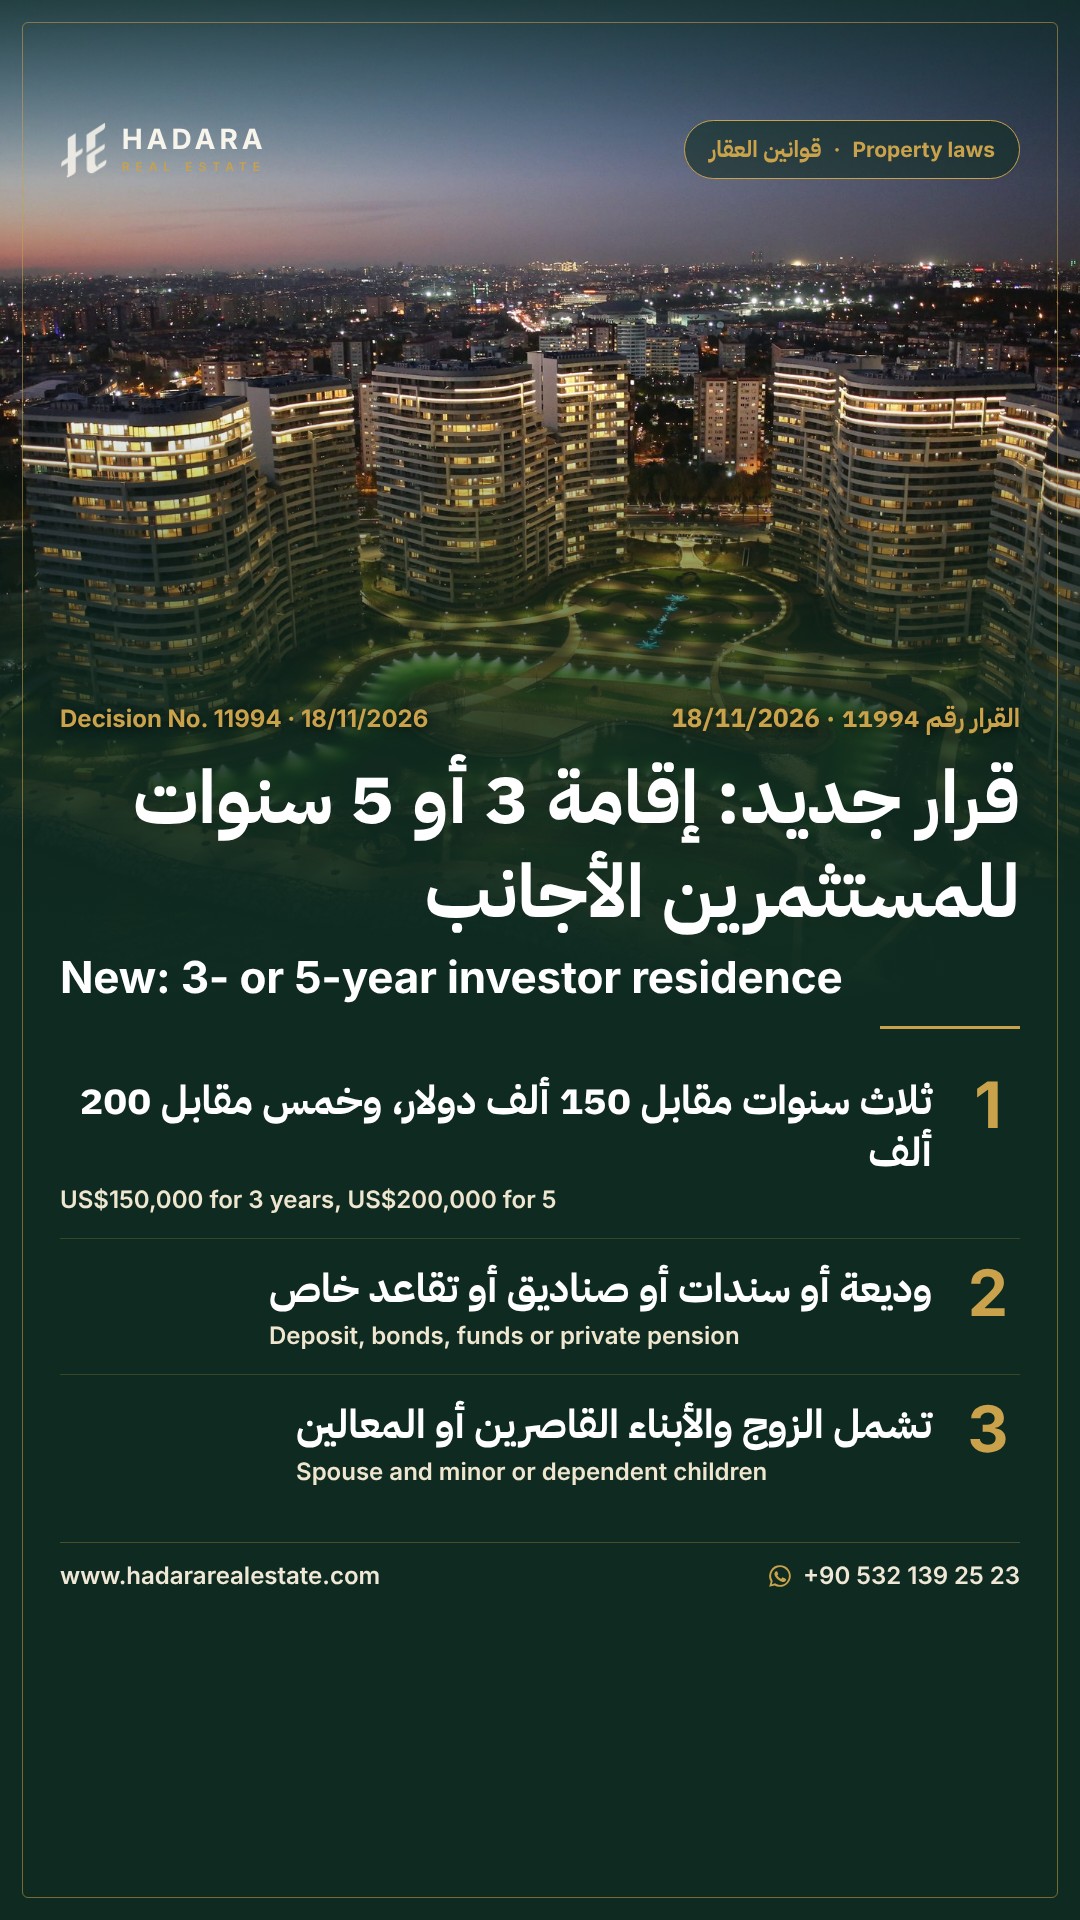 HADARA
REAL ESTATE
قوانين العقار · Property laws
القرار رقم 11994 · 18/11/2026
Decision No. 11994 · 18/11/2026
قرار جديد: إقامة 3 أو 5 سنوات
للمستثمرين الأجانب
New: 3- or 5-year investor residence
1
ثلاث سنوات مقابل 150 ألف دولار، وخمس مقابل 200
ألف
US$150,000 for 3 years, US$200,000 for 5
2
وديعة أو سندات أو صناديق أو تقاعد خاص
Deposit, bonds, funds or private pension
3
تشمل الزوج والأبناء القاصرين أو المعالين
Spouse and minor or dependent children
www.hadararealestate.com
+90 532 139 25 23